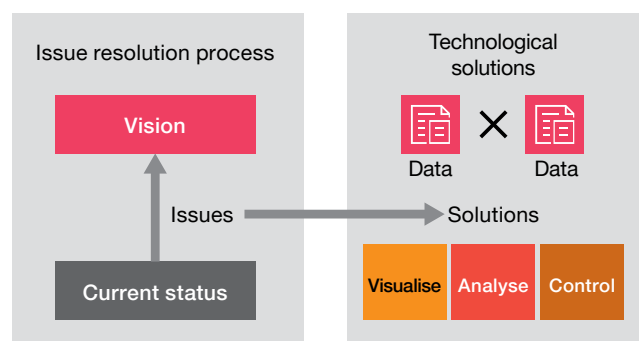 Issue resolution process
Vision
Issues
Current status
Technological
solutions
Data
Data
Solutions
Visualise
Analyse
Control